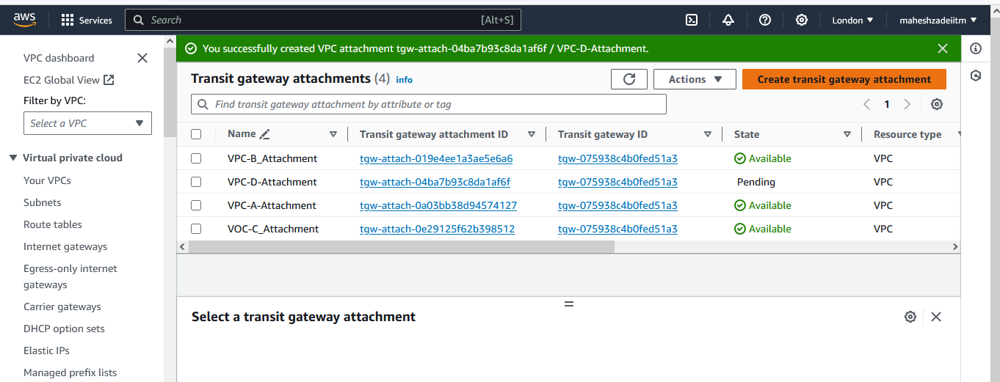 aws
Services
Search [Alt+S]
London
maheshzadeiitm
VPC dashboard
EC2 Global View
Filter by VPC:
Select a VPC
Virtual private cloud
Your VPCs
Subnets
Route tables
Internet gateways
Egress-only internet
gateways
Carrier gateways
DHCP option sets
Elastic IPs
Managed prefix lists
You successfully created VPC attachment tgw-attach-04ba7b93c8da1af6f / VPC-D-Attachment.
Transit gateway attachments (4) info
Actions
Create transit gateway attachment
Find transit gateway attachment by attribute or tag
1
Name Transit gateway attachment ID Transit gateway ID State Resource type
VPC-B_Attachment tgw-attach-019e4ee1a3ae5e6a6 tgw-075938c4b0fed51a3 Available VPC
VPC-D-Attachment tgw-attach-04ba7b93c8da1af6f tgw-075938c4b0fed51a3 Pending VPC
VPC-A-Attachment tgw-attach-0a03bb38d94574127 tgw-075938c4b0fed51a3 Available VPC
VOC-C_Attachment tgw-attach-0e29125f62b398512 tgw-075938c4b0fed51a3 Available VPC
Select a transit gateway attachment